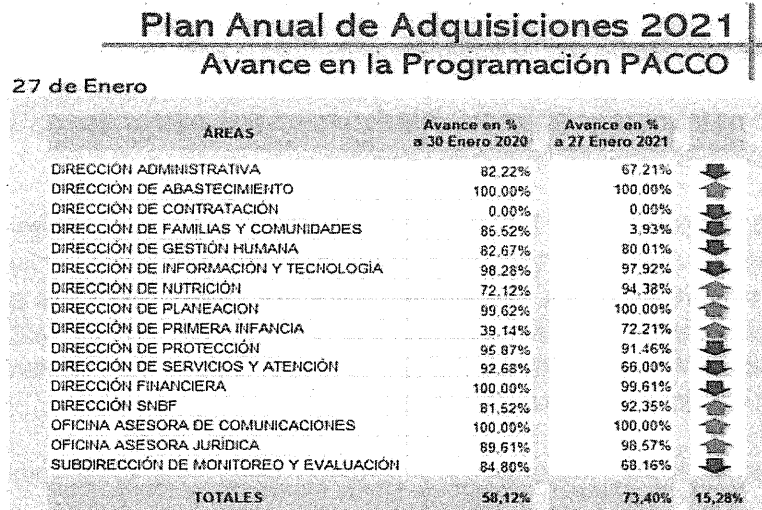 Plan Anual de Adquisiciones 2021
Avance en la Programación PACCO
27 de Enero
ÁREAS Avance en % a 30 Enero 2020 Avance en % a 27 Enero 2021
DIRECCIÓN ADMINISTRATIVA 82.22% 67.21%
DIRECCIÓN DE ABASTECIMIENTO 100.00% 100.00%
DIRECCIÓN DE CONTRATACIÓN 0.00% 0.00%
DIRECCIÓN DE FAMILIAS Y COMUNIDADES 85.52% 3,93%
DIRECCIÓN DE GESTIÓN HUMANA 82.67% 80.01%
DIRECCIÓN DE INFORMACIÓN Y TECNOLOGÍA 98.28% 97.92%
DIRECCIÓN DE NUTRICIÓN 72.12% 94.38%
DIRECCIÓN DE PLANEACION 99.62% 100.00%
DIRECCIÓN DE PRIMERA INFANCIA 39.14% 72.21%
DIRECCIÓN DE PROTECCIÓN 95.87% 91.46%
DIRECCIÓN DE SERVICIOS Y ATENCIÓN 92.68% 66.00%
DIRECCIÓN FINANCIERA 100,00% 99.61%
DIRECCIÓN SNBF 81,52% 92.35%
OFICINA ASESORA DE COMUNICACIONES 100.00% 100.00%
OFICINA ASESORA JURÍDICA 89,61% 98.57%
SUBDIRECCIÓN DE MONITOREO Y EVALUACIÓN 84.80% 68.16%
TOTALES 58,12% 73,40% 15,28%